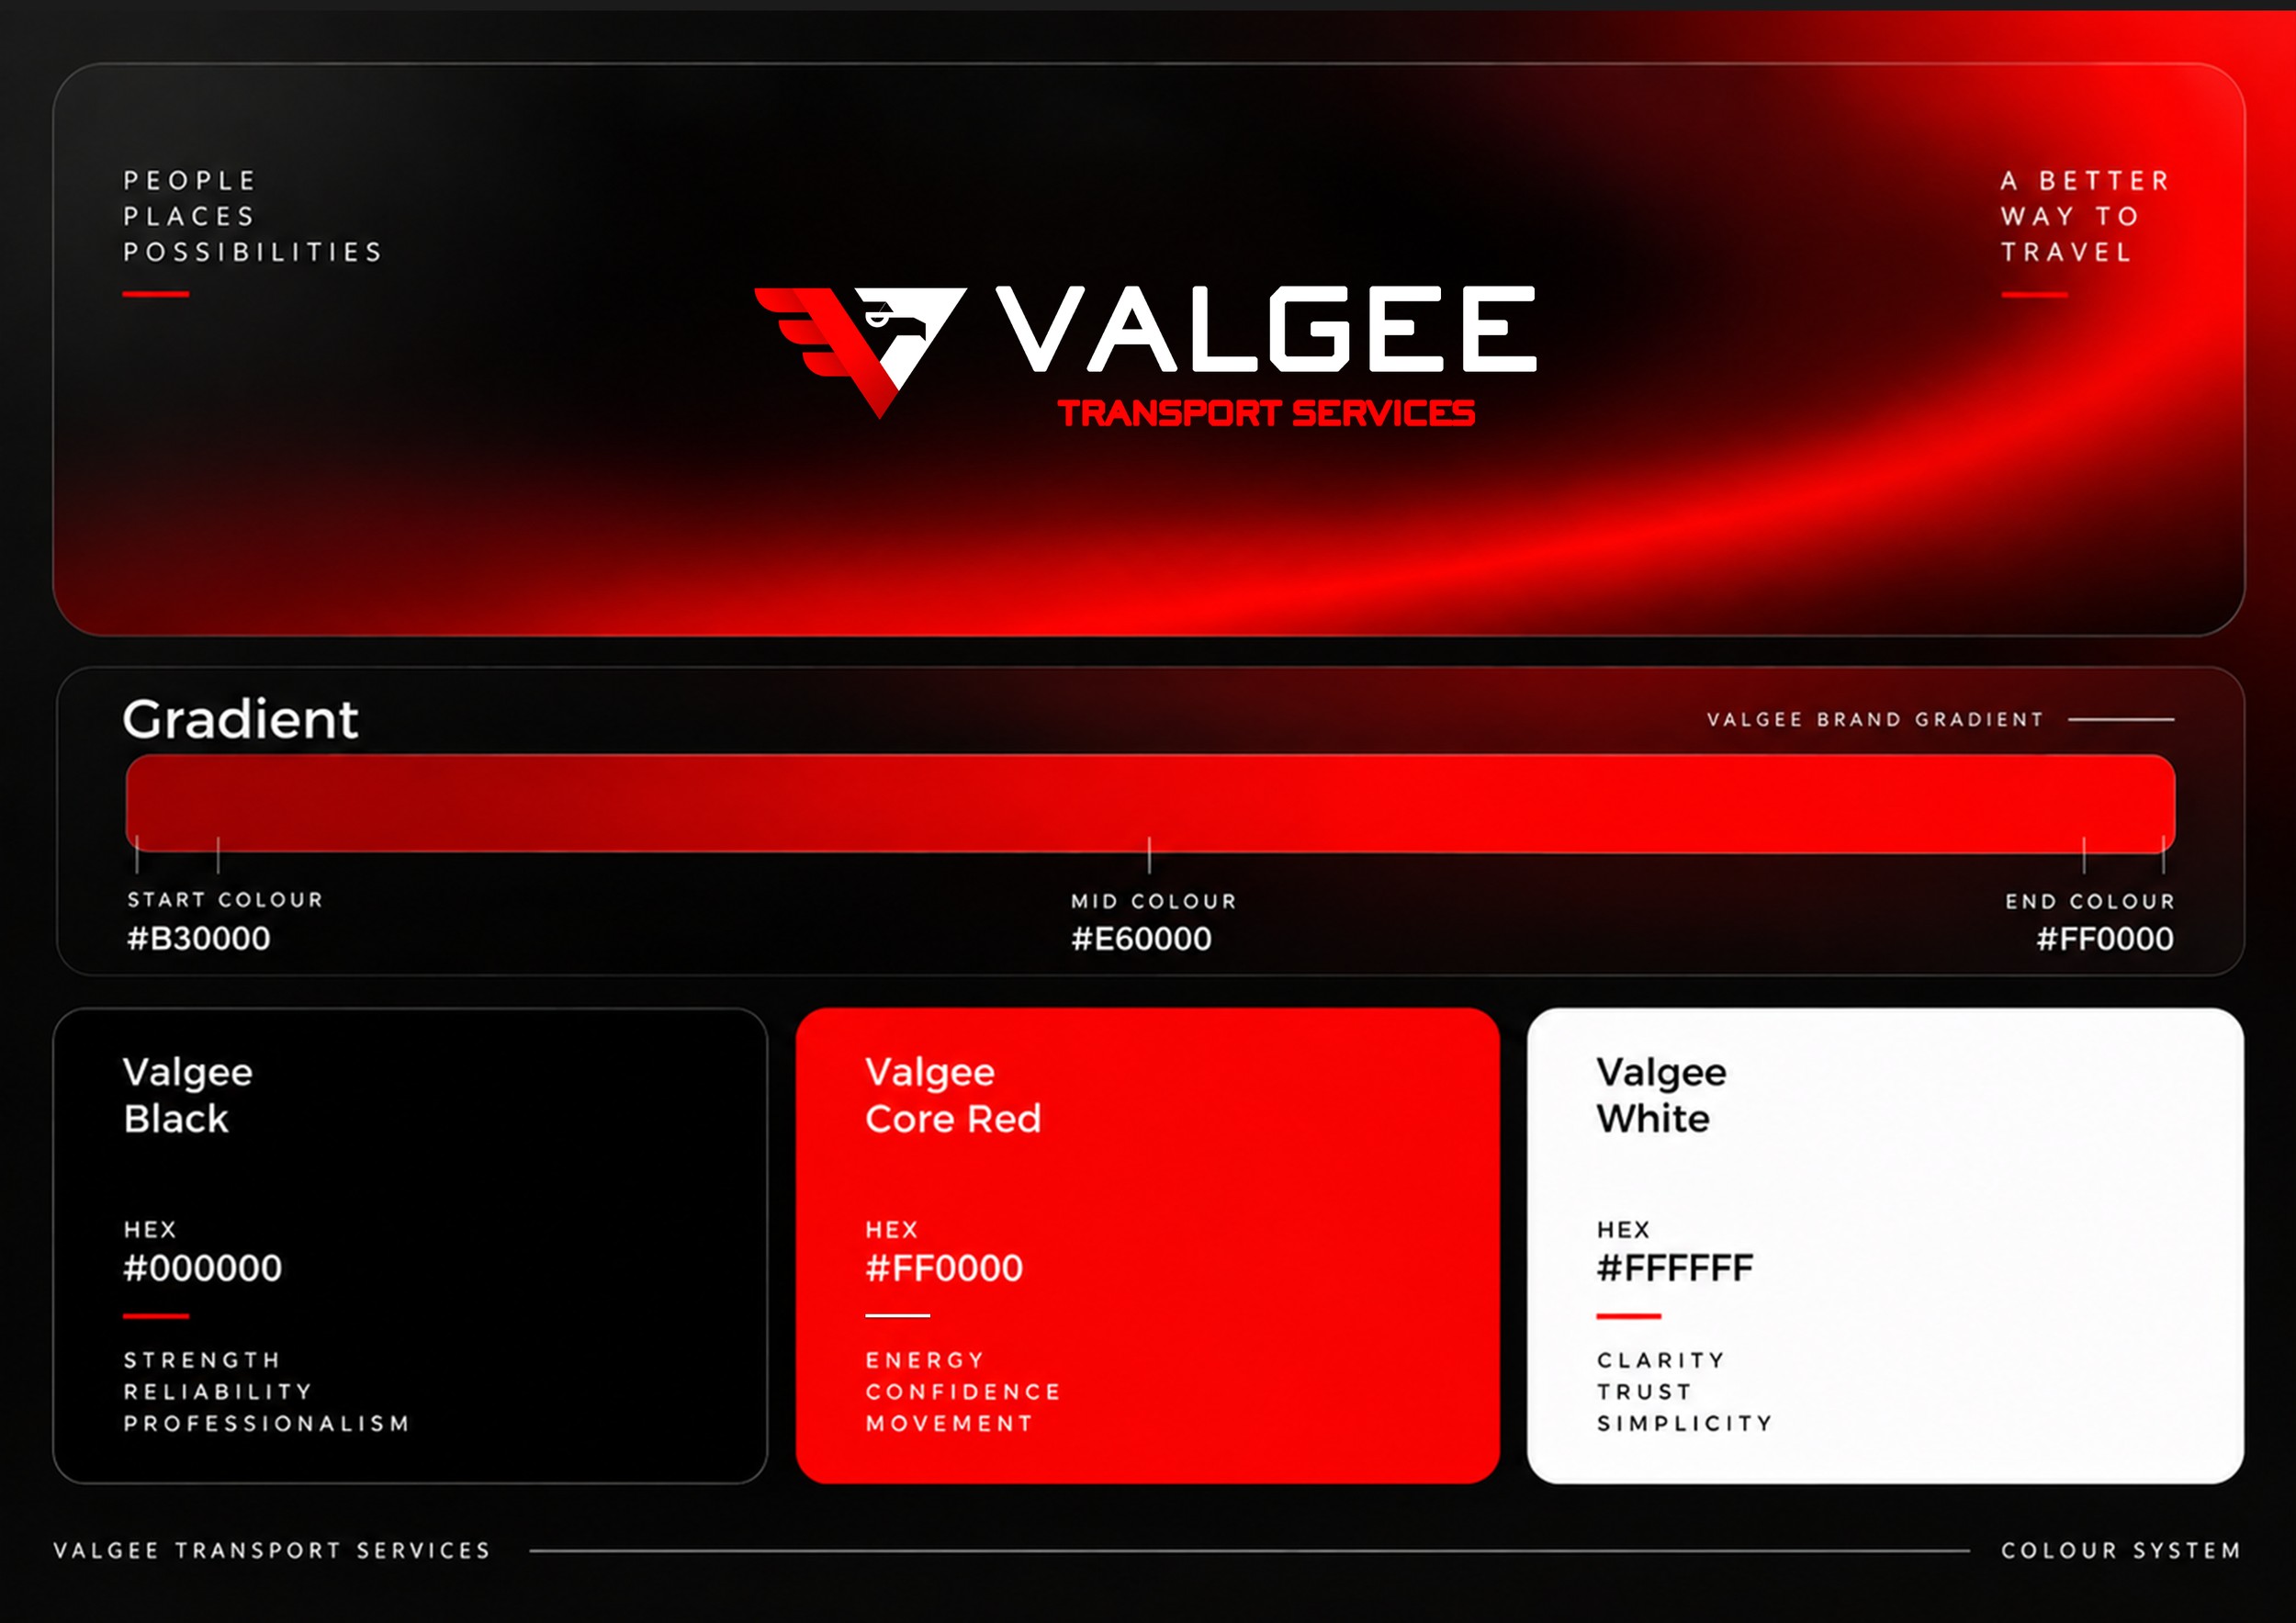 PEOPLE
PLACES
POSSIBILITIES
A BETTER
WAY TO
TRAVEL
VALGEE
TRANSPORT SERVICES
Gradient
VALGEE BRAND GRADIENT
START COLOUR
#B30000
MID COLOUR
#E60000
END COLOUR
#FF0000
Valgee
Black
HEX
#000000
STRENGTH
RELIABILITY
PROFESSIONALISM
Valgee
Core Red
HEX
#FF0000
ENERGY
CONFIDENCE
MOVEMENT
Valgee
White
HEX
#FFFFFF
CLARITY
TRUST
SIMPLICITY
VALGEE TRANSPORT SERVICES
COLOUR SYSTEM